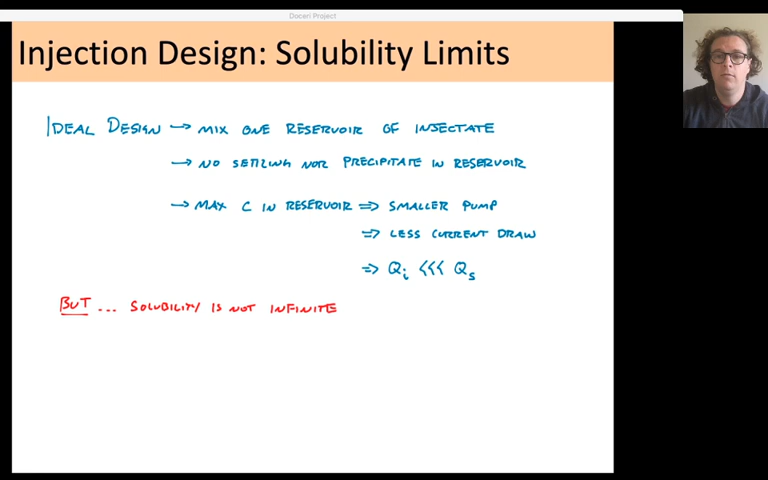 Doceri Project
Injection Design: Solubility Limits
IDEAL DESIGN → MIX ONE RESERVOIR OF INJECTATE
→ NO SETTLING NOR PRECIPITATE IN RESERVOIR
→ MAX C IN RESERVOIR ⇒ SMALLER PUMP
⇒ LESS CURRENT DRAW
⇒ Qi <<< Qs
BUT ... SOLUBILITY IS NOT INFINITE